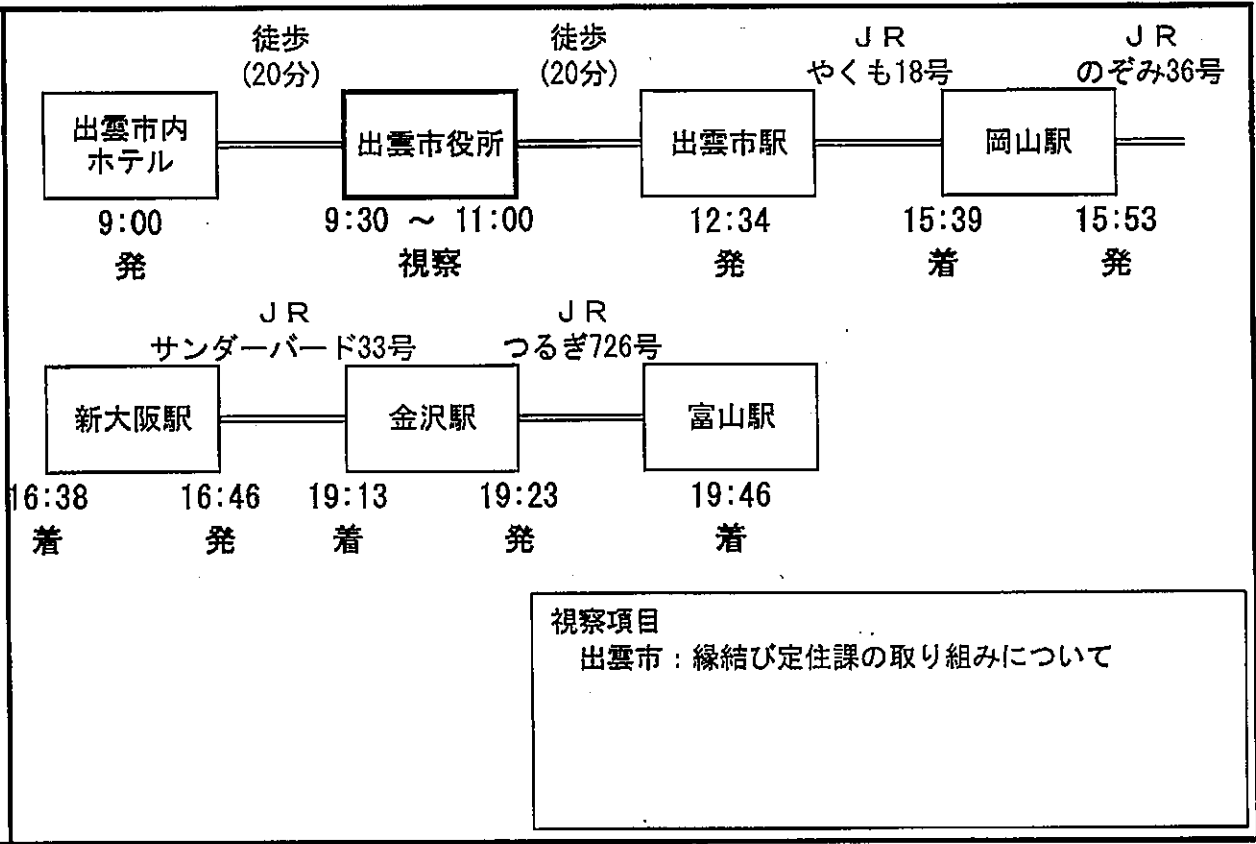 徒歩
(20分)
徒歩
(20分)
JR
やくも18号
JR
のぞみ36号
出雲市内
ホテル
出雲市役所
出雲市駅
岡山駅
9:00
発
9:30 ～ 11:00
視察
12:34
発
15:39
着
15:53
発
JR
サンダーバード33号
JR
つるぎ726号
新大阪駅
金沢駅
富山駅
16:38
着
16:46
発
19:13
着
19:23
発
19:46
着
視察項目
出雲市：縁結び定住課の取り組みについて